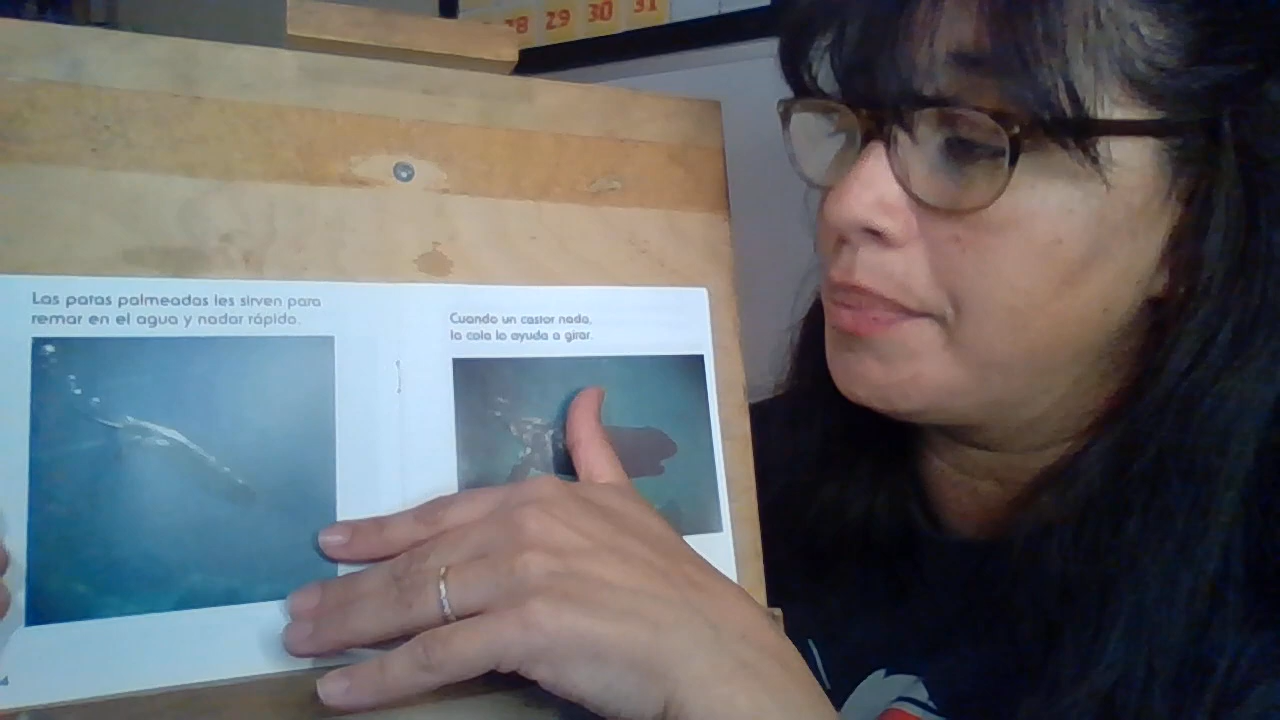 28 29 30 31
Las patas palmeadas les sirven para
remar en el agua y nadar rápido.
Cuando un castor nada,
la cola lo ayuda a girar.